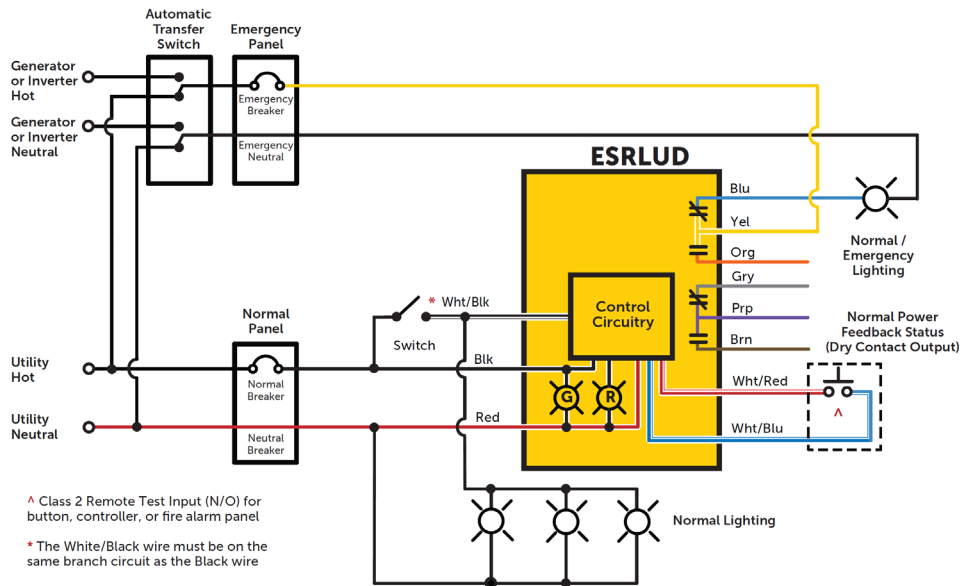 Automatic
Transfer
Switch
Emergency
Panel
Generator
or Inverter
Hot
Emergency
Breaker
Generator
or Inverter
Neutral
Emergency
Neutral
ESRLUD
Blu
Yel
Org
Gry
Prp
Brn
Normal /
Emergency
Lighting
Normal Power
Feedback Status
(Dry Contact Output)
Control
Circuitry
* Wht/Blk
Switch
Normal
Panel
Utility
Hot
Normal
Breaker
Blk
G
R
Wht/Red
^
Utility
Neutral
Neutral
Breaker
Red
Wht/Blu
^ Class 2 Remote Test Input (N/O) for
button, controller, or fire alarm panel
* The White/Black wire must be on the
same branch circuit as the Black wire
Normal Lighting